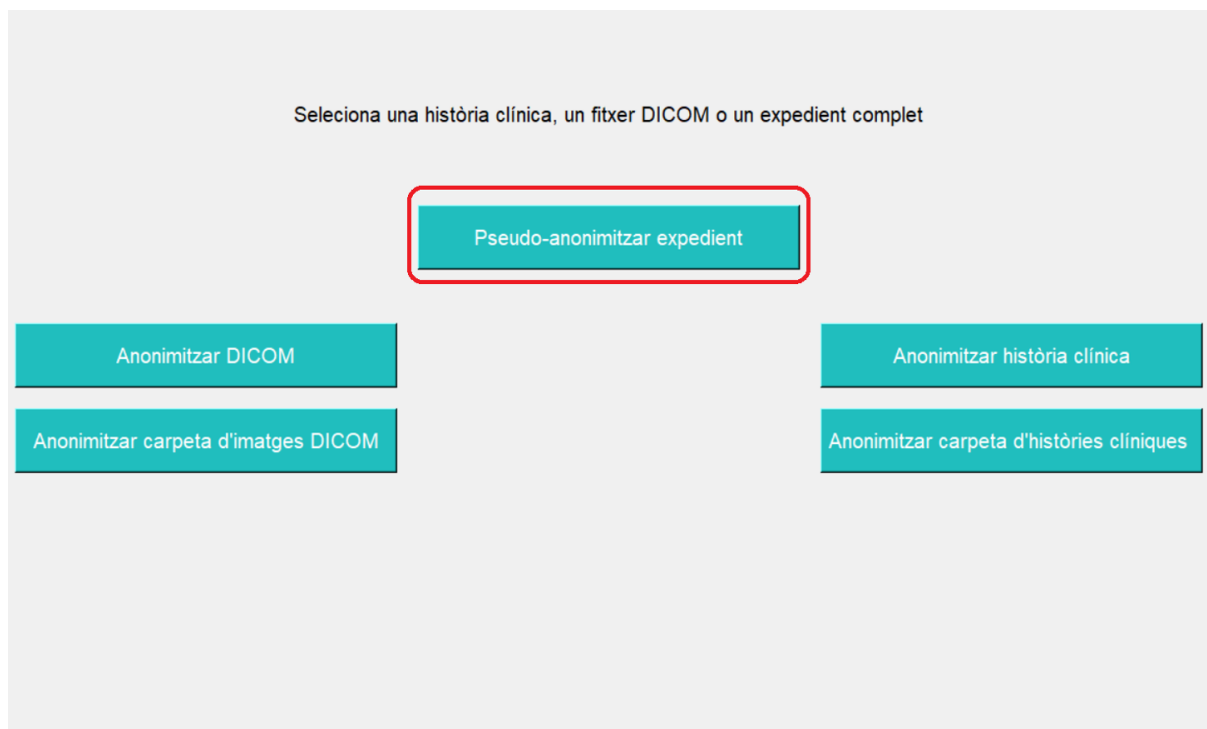 Seleciona una història clínica, un fitxer DICOM o un expedient complet
Pseudo-anonimitzar expedient
Anonimitzar DICOM
Anonimitzar història clínica
Anonimitzar carpeta d'imatges DICOM
Anonimitzar carpeta d'històries clíniques